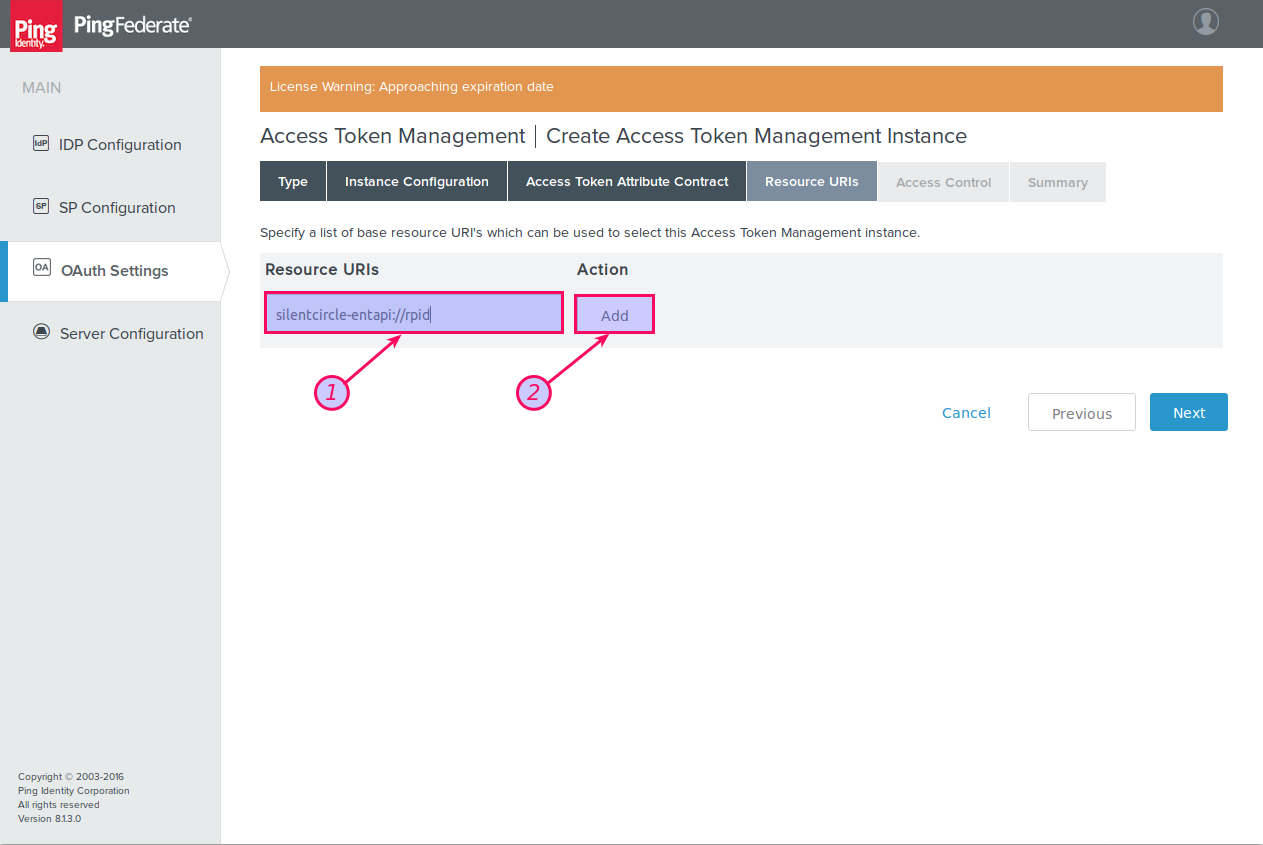 Ping
Identity.
PingFederate®
MAIN
IdP IDP Configuration
SP SP Configuration
OA OAuth Settings
Server Configuration
License Warning: Approaching expiration date
Access Token Management | Create Access Token Management Instance
Type Instance Configuration Access Token Attribute Contract Resource URIs Access Control Summary
Specify a list of base resource URI's which can be used to select this Access Token Management instance.
Resource URIs Action
silentcircle-entapi://rpid Add
1 2
Cancel Previous Next
Copyright © 2003-2016
Ping Identity Corporation
All rights reserved
Version 8.1.3.0